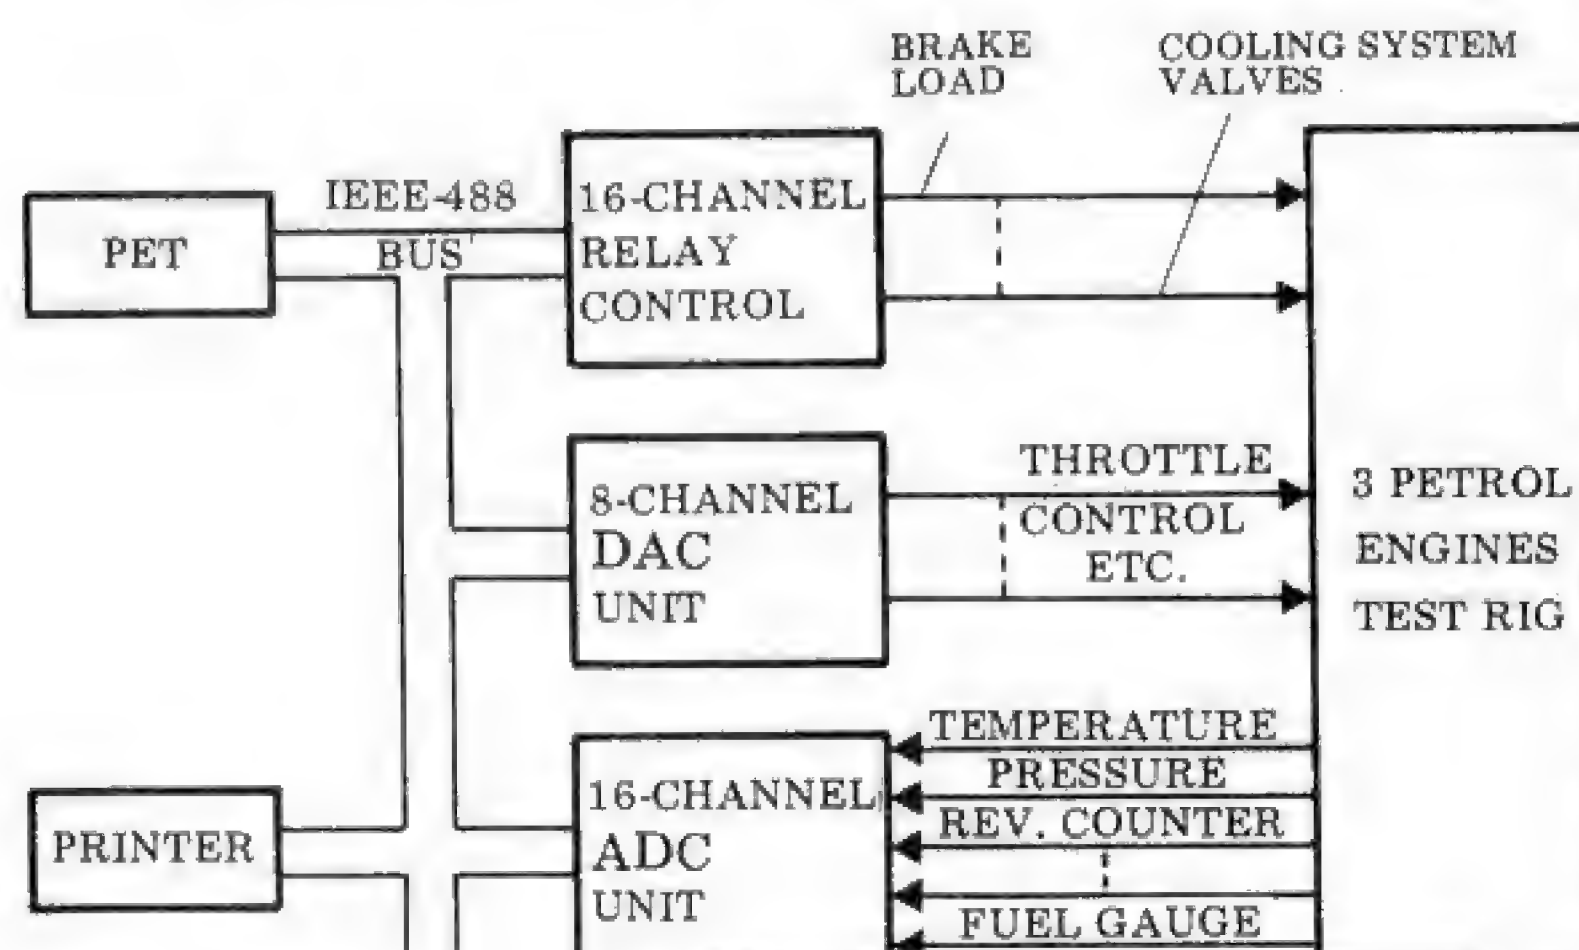 BRAKE
LOAD
COOLING SYSTEM
VALVES
IEEE-488
BUS
PET
16-CHANNEL
RELAY
CONTROL
8-CHANNEL
DAC
UNIT
THROTTLE
CONTROL
ETC.
3 PETROL
ENGINES
TEST RIG
TEMPERATURE
PRESSURE
REV. COUNTER
FUEL GAUGE
16-CHANNEL
ADC
UNIT
PRINTER